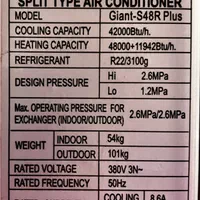 SPLIT TYPE AIR CONDITIONER
MODEL Giant-S48R Plus
COOLING CAPACITY 42000Btu/h.
HEATING CAPACITY 48000+11942Btu/h.
REFRIGERANT R22/3100g
DESIGN PRESSURE Hi 2.6MPa
Lo 1.2MPa
Max. OPERATING PRESSURE FOR
EXCHANGER (INDOOR/OUTDOOR) 2.6MPa/2.6MPa
WEIGHT INDOOR 54kg
OUTDOOR 101kg
RATED VOLTAGE 380V 3N~
RATED FREQUENCY 50Hz
COOLING 8.6A